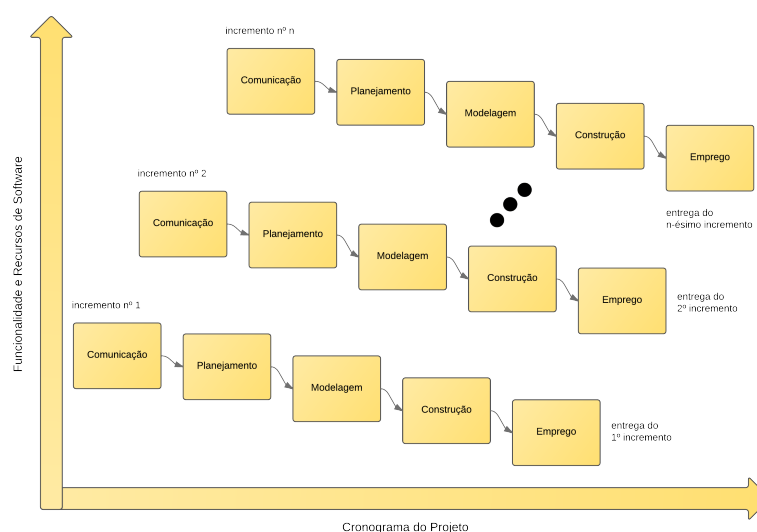 incremento nº n
Comunicação
Planejamento
Modelagem
Construção
Emprego
entrega do
n-ésimo incremento
incremento nº 2
Comunicação
Planejamento
Modelagem
Construção
Emprego
entrega do
2º incremento
incremento nº 1
Comunicação
Planejamento
Modelagem
Construção
Emprego
entrega do
1º incremento
Funcionalidade e Recursos de Software
Cronograma do Projeto